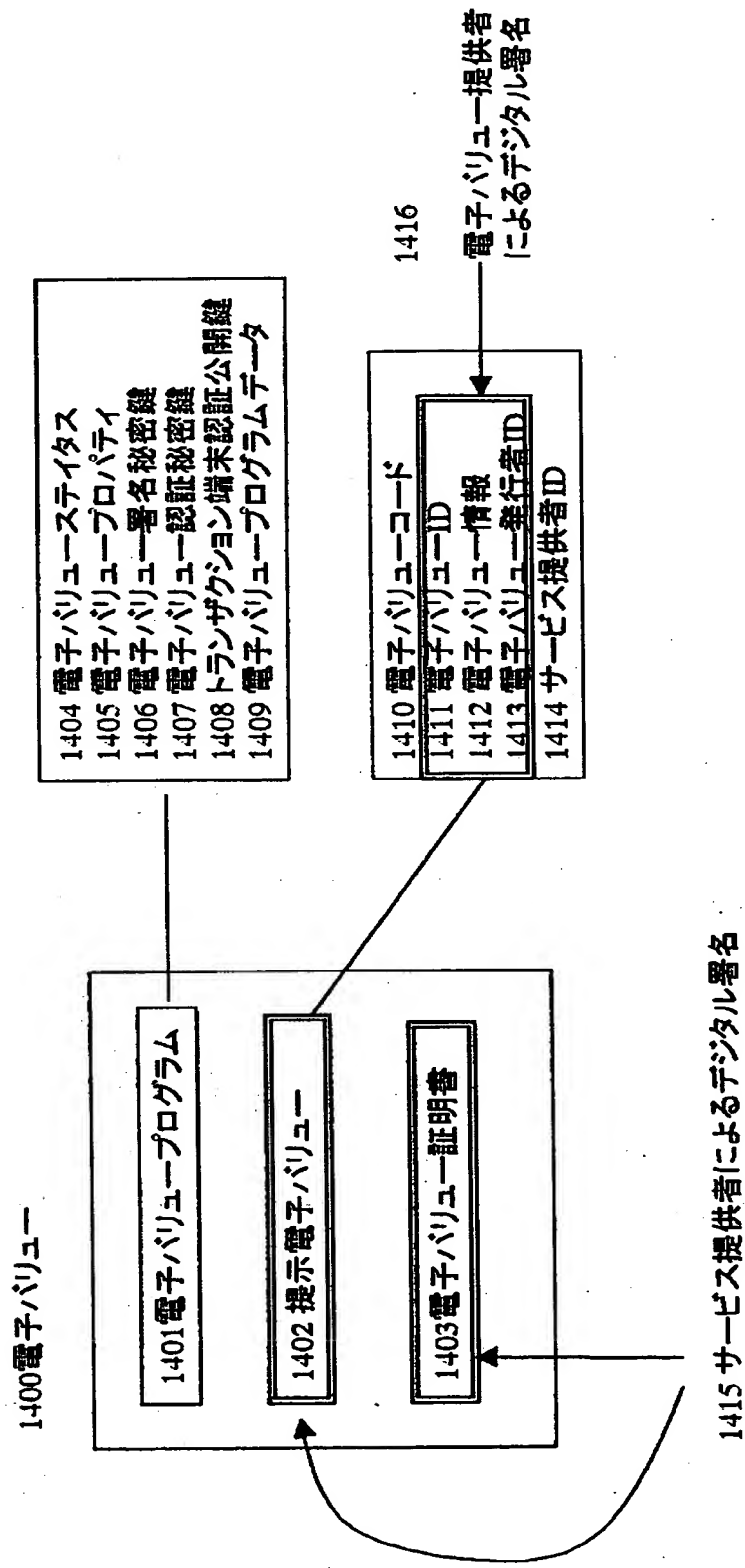 1400電子バリュー
1401電子バリュープログラム
1402 提示電子バリュー
1403電子バリュー証明書
1404 電子バリューステイタス
1405 電子バリュープロパティ
1406 電子バリュー署名秘密鍵
1407 電子バリュー認証秘密鍵
1408 トランザクション端末認証公開鍵
1409 電子バリュープログラムデータ
1410 電子バリューコード
1411 電子バリューID
1412 電子バリュー情報
1413 電子バリュー発行者ID
1414 サービス提供者ID
1416
電子バリュー提供者
によるデジタル署名
1415 サービス提供者によるデジタル署名